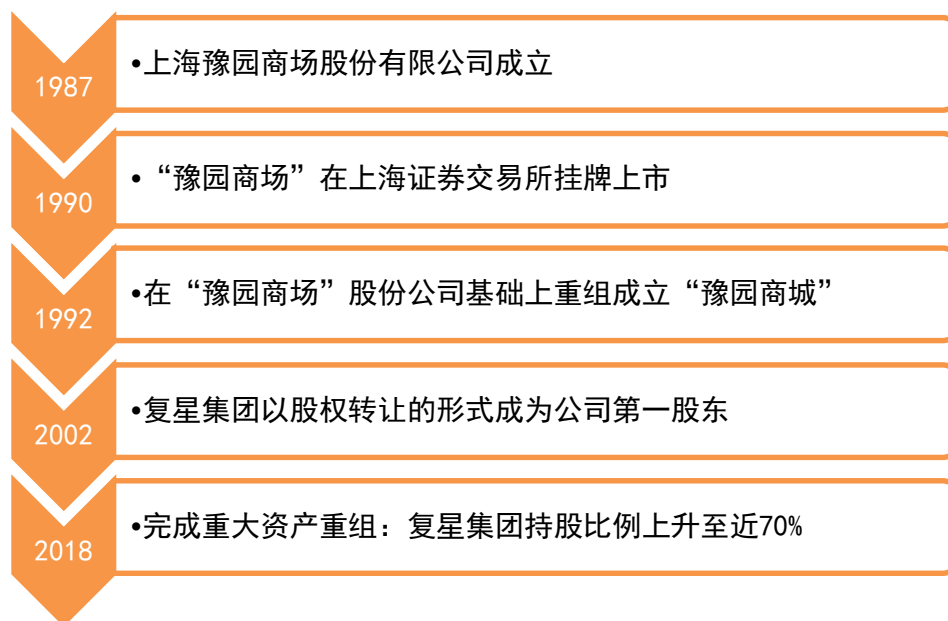 1987
•上海豫园商场股份有限公司成立
1990
•“豫园商场”在上海证券交易所挂牌上市
1992
•在“豫园商场”股份公司基础上重组成立“豫园商城”
2002
•复星集团以股权转让的形式成为公司第一股东
2018
•完成重大资产重组：复星集团持股比例上升至近70%